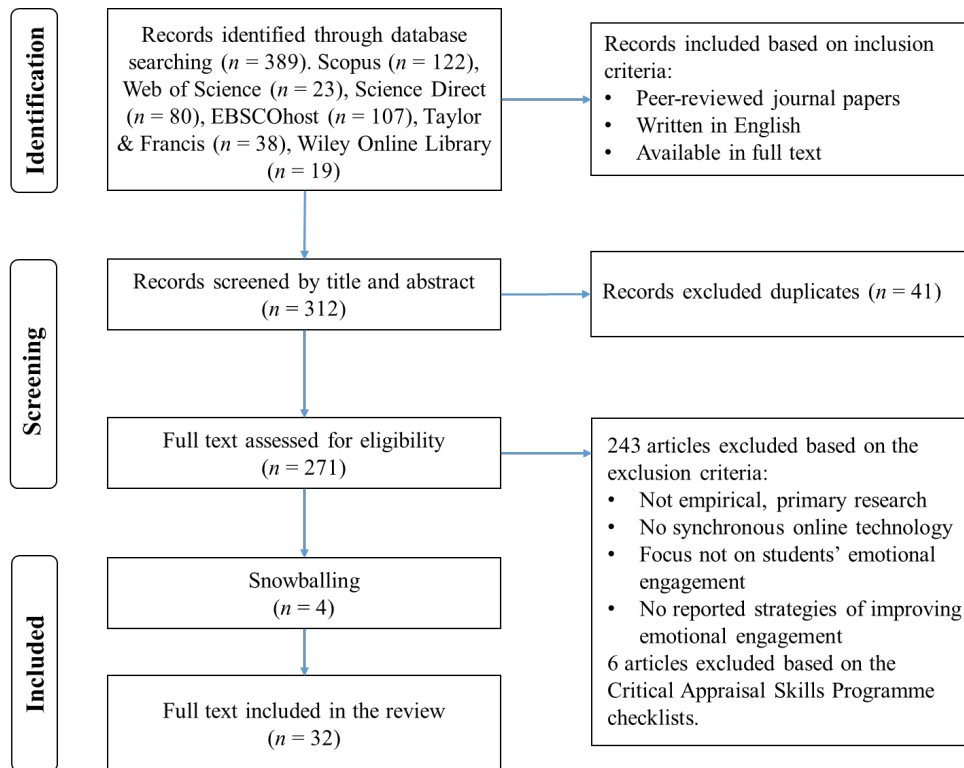 Identification
Records identified through database
searching (n = 389). Scopus (n = 122),
Web of Science (n = 23), Science Direct
(n = 80), EBSCOhost (n = 107), Taylor
& Francis (n = 38), Wiley Online Library
(n = 19)
Records included based on inclusion
criteria:
• Peer-reviewed journal papers
• Written in English
• Available in full text
Screening
Records screened by title and abstract
(n = 312)
Records excluded duplicates (n = 41)
Full text assessed for eligibility
(n = 271)
243 articles excluded based on the
exclusion criteria:
• Not empirical, primary research
• No synchronous online technology
• Focus not on students’ emotional
engagement
• No reported strategies of improving
emotional engagement
6 articles excluded based on the
Critical Appraisal Skills Programme
checklists.
Included
Snowballing
(n = 4)
Full text included in the review
(n = 32)